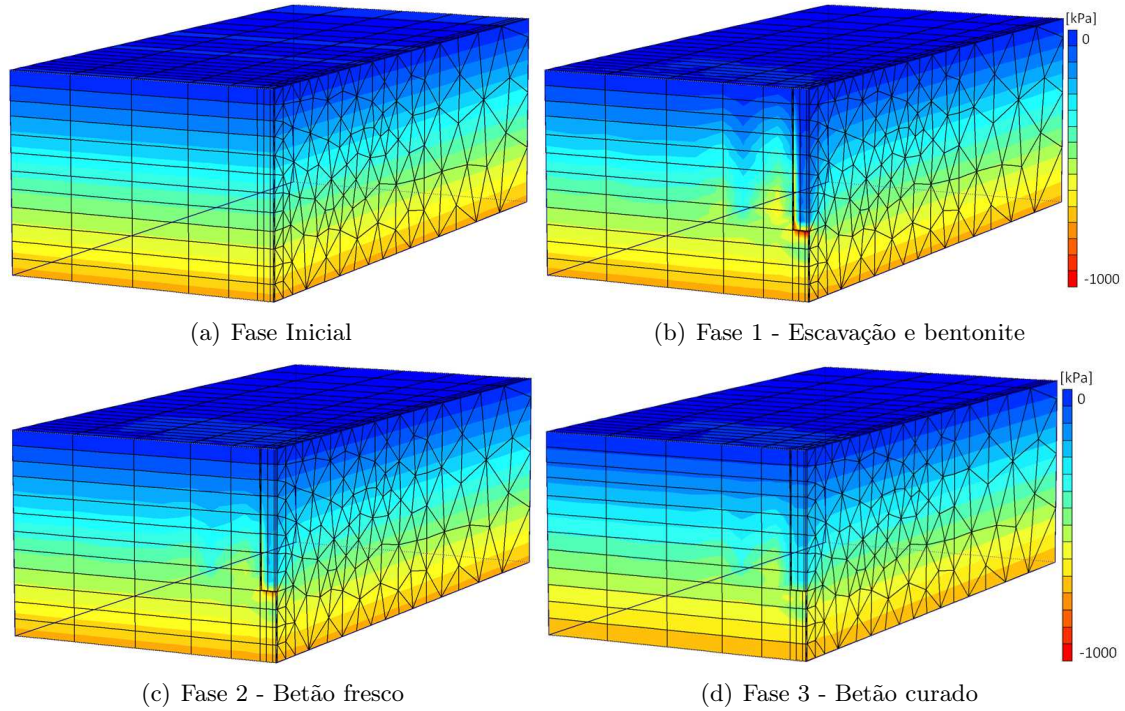 [kPa]
0
-1000
(a) Fase Inicial
(b) Fase 1 - Escavação e bentonite
[kPa]
0
-1000
(c) Fase 2 - Betão fresco
(d) Fase 3 - Betão curado